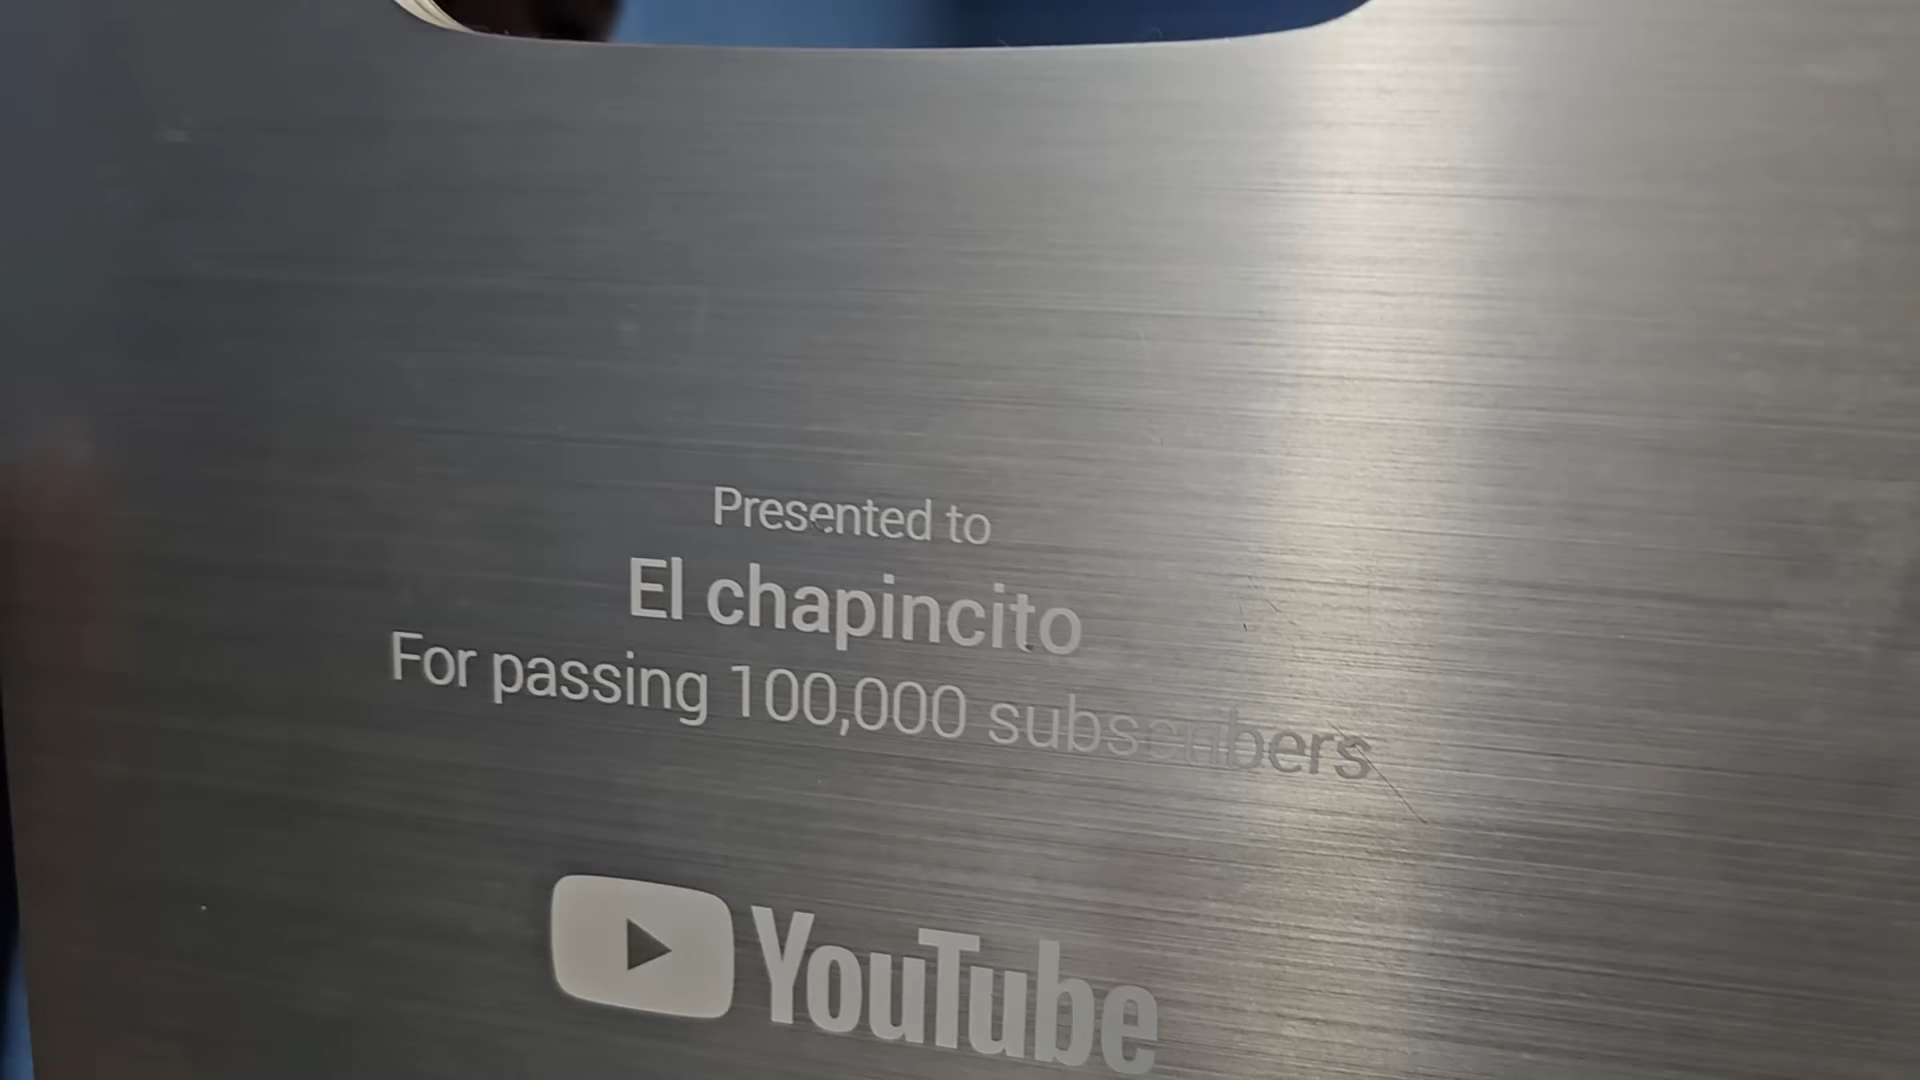 Presented to
El chapincito
For passing 100,000 subscribers
YouTube